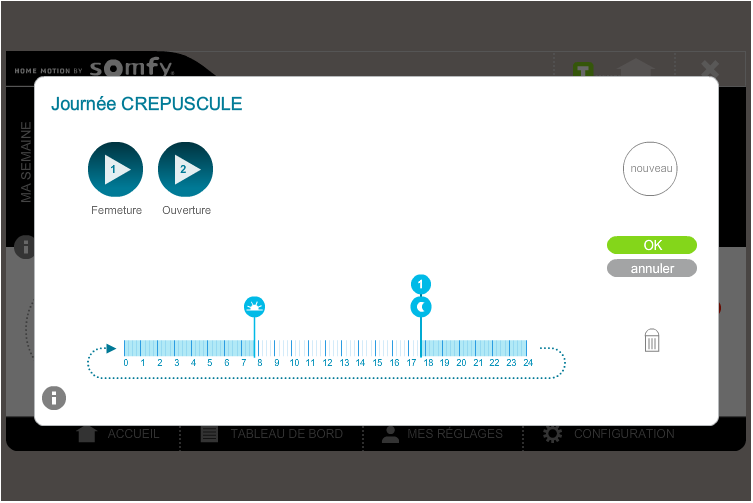 HOME MOTION BY somfy.
MA SEMAINE
Journée CREPUSCULE
1 2
Fermeture Ouverture
nouveau
OK
annuler
1
0 1 2 3 4 5 6 7 8 9 10 11 12 13 14 15 16 17 18 19 20 21 22 23 24
ACCUEIL TABLEAU DE BORD MES RÉGLAGES CONFIGURATION